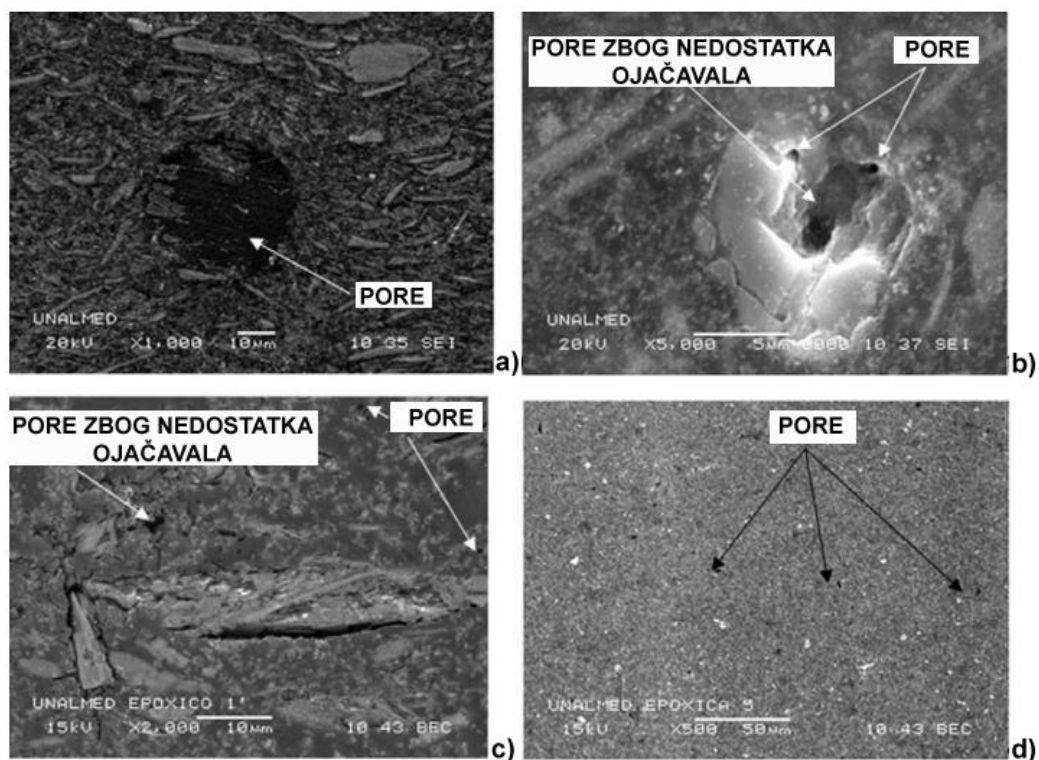 PORE
UNALMED
20kV X1,000 10µm 10 35 SEI
a)
PORE ZBOG NEDOSTATKA
OJAČAVALA
PORE
20kV X5,000 5µm 0000 10 37 SEI
b)
PORE ZBOG NEDOSTATKA
OJAČAVALA
PORE
UNALMED EPOXICO 1'
15kV X2,000 10µm 10 43 BEC
c)
PORE
UNALMED EPOXICA 9
15kV X500 50µm 10 43 BEC
d)